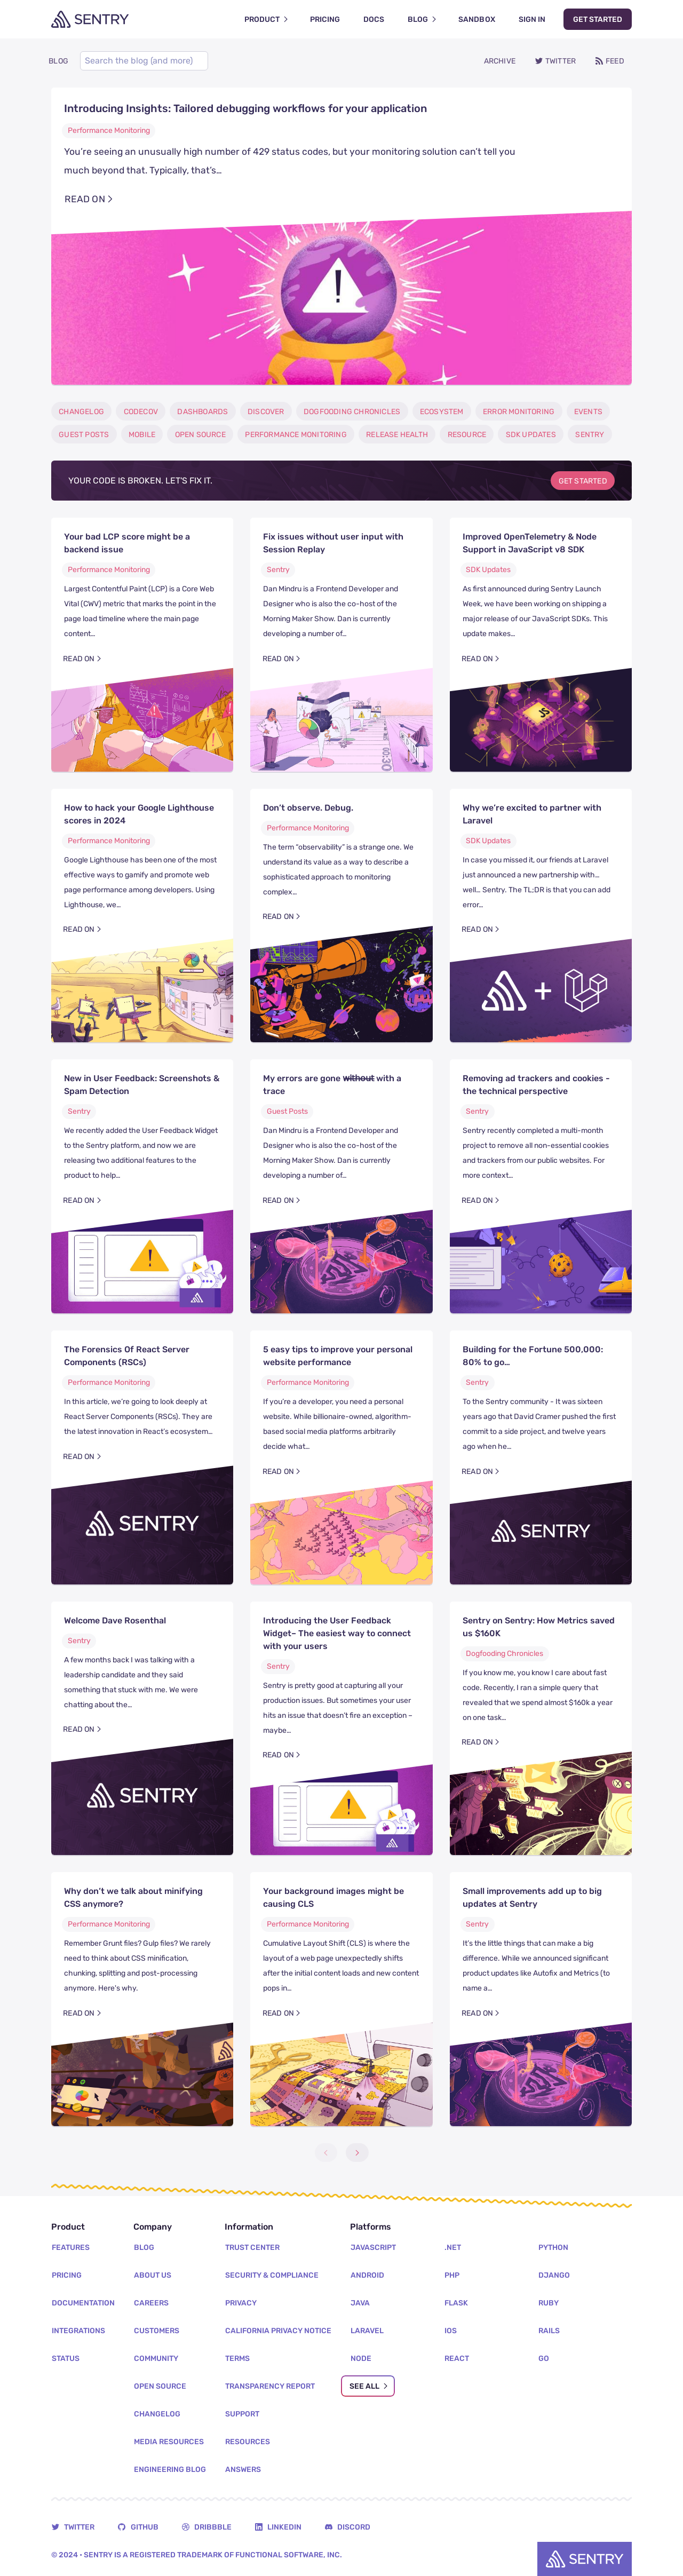 SENTRY
PRODUCT
PRICING
DOCS
BLOG
SANDBOX
SIGN IN
GET STARTED
BLOG
Search the blog (and more)
ARCHIVE
TWITTER
FEED
Introducing Insights: Tailored debugging workflows for your application
Performance Monitoring
You’re seeing an unusually high number of 429 status codes, but your monitoring solution can’t tell you
much beyond that. Typically, that’s…
READ ON
CHANGELOG
CODECOV
DASHBOARDS
DISCOVER
DOGFOODING CHRONICLES
ECOSYSTEM
ERROR MONITORING
EVENTS
GUEST POSTS
MOBILE
OPEN SOURCE
PERFORMANCE MONITORING
RELEASE HEALTH
RESOURCE
SDK UPDATES
SENTRY
YOUR CODE IS BROKEN. LET'S FIX IT.
GET STARTED
Your bad LCP score might be a
backend issue
Performance Monitoring
Largest Contentful Paint (LCP) is a Core Web
Vital (CWV) metric that marks the point in the
page load timeline where the main page
content…
READ ON
Fix issues without user input with
Session Replay
Sentry
Dan Mindru is a Frontend Developer and
Designer who is also the co-host of the
Morning Maker Show. Dan is currently
developing a number of…
READ ON
Improved OpenTelemetry & Node
Support in JavaScript v8 SDK
SDK Updates
As first announced during Sentry Launch
Week, we have been working on shipping a
major release of our JavaScript SDKs. This
update makes…
READ ON
How to hack your Google Lighthouse
scores in 2024
Performance Monitoring
Google Lighthouse has been one of the most
effective ways to gamify and promote web
page performance among developers. Using
Lighthouse, we…
READ ON
Don’t observe. Debug.
Performance Monitoring
The term “observability” is a strange one. We
understand its value as a way to describe a
sophisticated approach to monitoring
complex…
READ ON
Why we’re excited to partner with
Laravel
SDK Updates
In case you missed it, our friends at Laravel
just announced a new partnership with…
well… Sentry. The TL;DR is that you can add
error…
READ ON
New in User Feedback: Screenshots &
Spam Detection
Sentry
We recently added the User Feedback Widget
to the Sentry platform, and now we are
releasing two additional features to the
product to help…
READ ON
My errors are gone without with a
trace
Guest Posts
Dan Mindru is a Frontend Developer and
Designer who is also the co-host of the
Morning Maker Show. Dan is currently
developing a number of…
READ ON
Removing ad trackers and cookies -
the technical perspective
Sentry
Sentry recently completed a multi-month
project to remove all non-essential cookies
and trackers from our public websites. For
more context…
READ ON
The Forensics Of React Server
Components (RSCs)
Performance Monitoring
In this article, we’re going to look deeply at
React Server Components (RSCs). They are
the latest innovation in React’s ecosystem…
READ ON
SENTRY
5 easy tips to improve your personal
website performance
Performance Monitoring
If you’re a developer, you need a personal
website. While billionaire-owned, algorithm-
based social media platforms arbitrarily
decide what…
READ ON
Building for the Fortune 500,000:
80% to go…
Sentry
To the Sentry community - It was sixteen
years ago that David Cramer pushed the first
commit to a side project, and twelve years
ago when he…
READ ON
SENTRY
Welcome Dave Rosenthal
Sentry
A few months back I was talking with a
leadership candidate and they said
something that stuck with me. We were
chatting about the…
READ ON
SENTRY
Introducing the User Feedback
Widget– The easiest way to connect
with your users
Sentry
Sentry is pretty good at capturing all your
production issues. But sometimes your user
hits an issue that doesn’t fire an exception –
maybe…
READ ON
Sentry on Sentry: How Metrics saved
us $160K
Dogfooding Chronicles
If you know me, you know I care about fast
code. Recently, I ran a simple query that
revealed that we spend almost $160k a year
on one task…
READ ON
Why don’t we talk about minifying
CSS anymore?
Performance Monitoring
Remember Grunt files? Gulp files? We rarely
need to think about CSS minification,
chunking, splitting and post-processing
anymore. Here’s why.
READ ON
Your background images might be
causing CLS
Performance Monitoring
Cumulative Layout Shift (CLS) is where the
layout of a web page unexpectedly shifts
after the initial content loads and new content
pops in…
READ ON
Small improvements add up to big
updates at Sentry
Sentry
It’s the little things that can make a big
difference. While we announced significant
product updates like Autofix and Metrics (to
name a…
READ ON
Product
FEATURES
PRICING
DOCUMENTATION
INTEGRATIONS
STATUS
Company
BLOG
ABOUT US
CAREERS
CUSTOMERS
COMMUNITY
OPEN SOURCE
CHANGELOG
MEDIA RESOURCES
ENGINEERING BLOG
Information
TRUST CENTER
SECURITY & COMPLIANCE
PRIVACY
CALIFORNIA PRIVACY NOTICE
TERMS
TRANSPARENCY REPORT
SUPPORT
RESOURCES
ANSWERS
Platforms
JAVASCRIPT
ANDROID
JAVA
LARAVEL
NODE
SEE ALL
.NET
PHP
FLASK
IOS
REACT
PYTHON
DJANGO
RUBY
RAILS
GO
TWITTER
GITHUB
DRIBBBLE
LINKEDIN
DISCORD
© 2024 • SENTRY IS A REGISTERED TRADEMARK OF FUNCTIONAL SOFTWARE, INC.
SENTRY